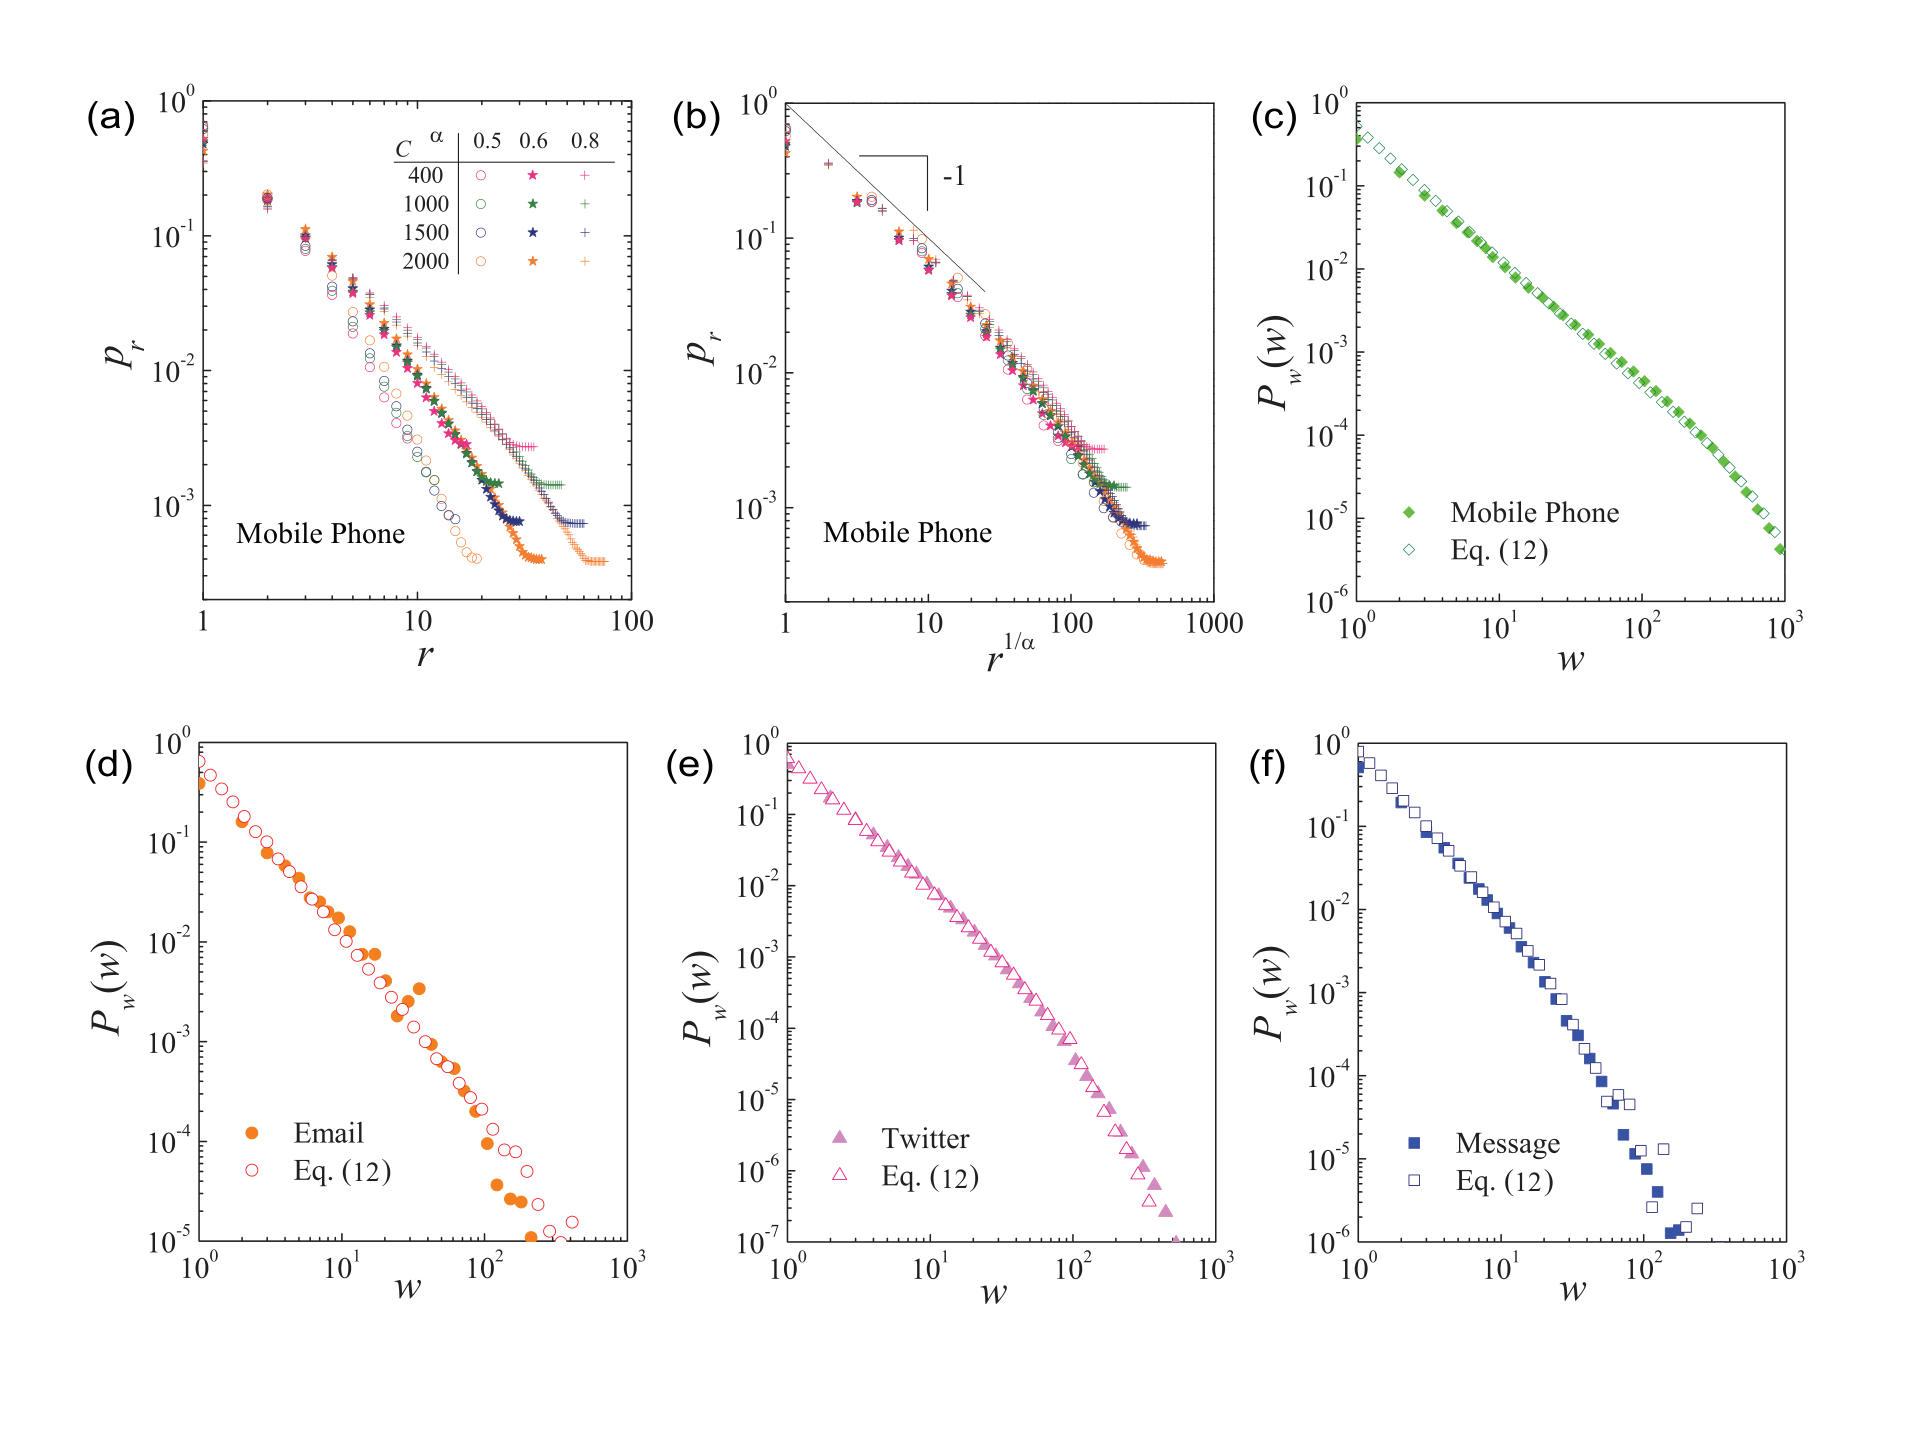 (a)
10^0
10^-1
10^-2
10^-3
p_r
C α 0.5 0.6 0.8
400
1000
1500
2000
Mobile Phone
1 10 100
r
(b)
10^0
10^-1
10^-2
10^-3
p_r
-1
Mobile Phone
1 10 100 1000
r^1/α
(c)
10^0
10^-1
10^-2
10^-3
10^-4
10^-5
10^-6
P_w(w)
Mobile Phone
Eq. (12)
10^0 10^1 10^2 10^3
w
(d)
10^0
10^-1
10^-2
10^-3
10^-4
10^-5
P_w(w)
Email
Eq. (12)
10^0 10^1 10^2 10^3
w
(e)
10^0
10^-1
10^-2
10^-3
10^-4
10^-5
10^-6
10^-7
P_w(w)
Twitter
Eq. (12)
10^0 10^1 10^2 10^3
w
(f)
10^0
10^-1
10^-2
10^-3
10^-4
10^-5
10^-6
P_w(w)
Message
Eq. (12)
10^0 10^1 10^2 10^3
w